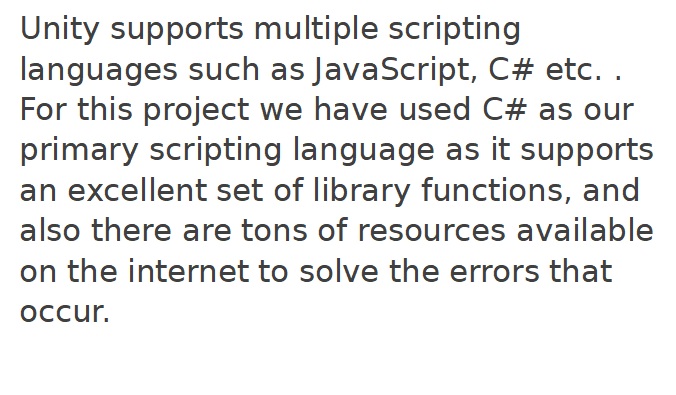 Unity supports multiple scripting
languages such as JavaScript, C# etc. .
For this project we have used C# as our
primary scripting language as it supports
an excellent set of library functions, and
also there are tons of resources available
on the internet to solve the errors that
occur.